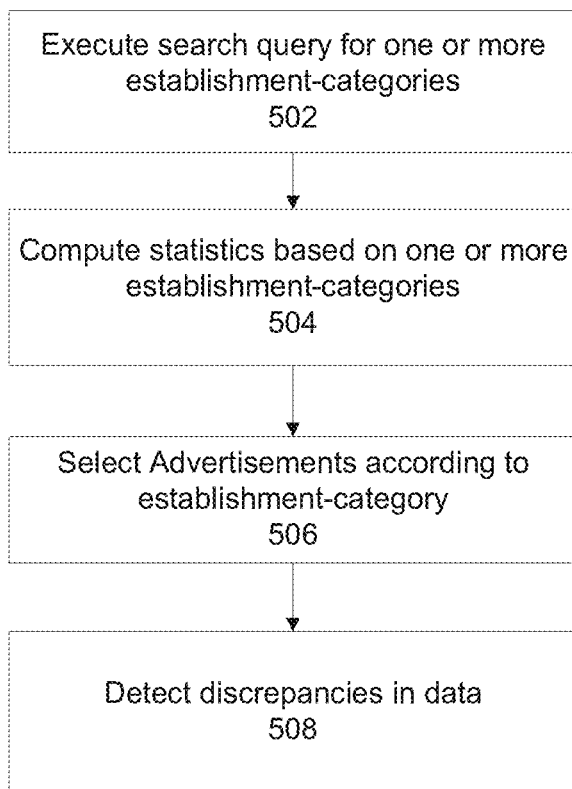 Execute search query for one or more
establishment-categories
502
Compute statistics based on one or more
establishment-categories
504
Select Advertisements according to
establishment-category
506
Detect discrepancies in data
508